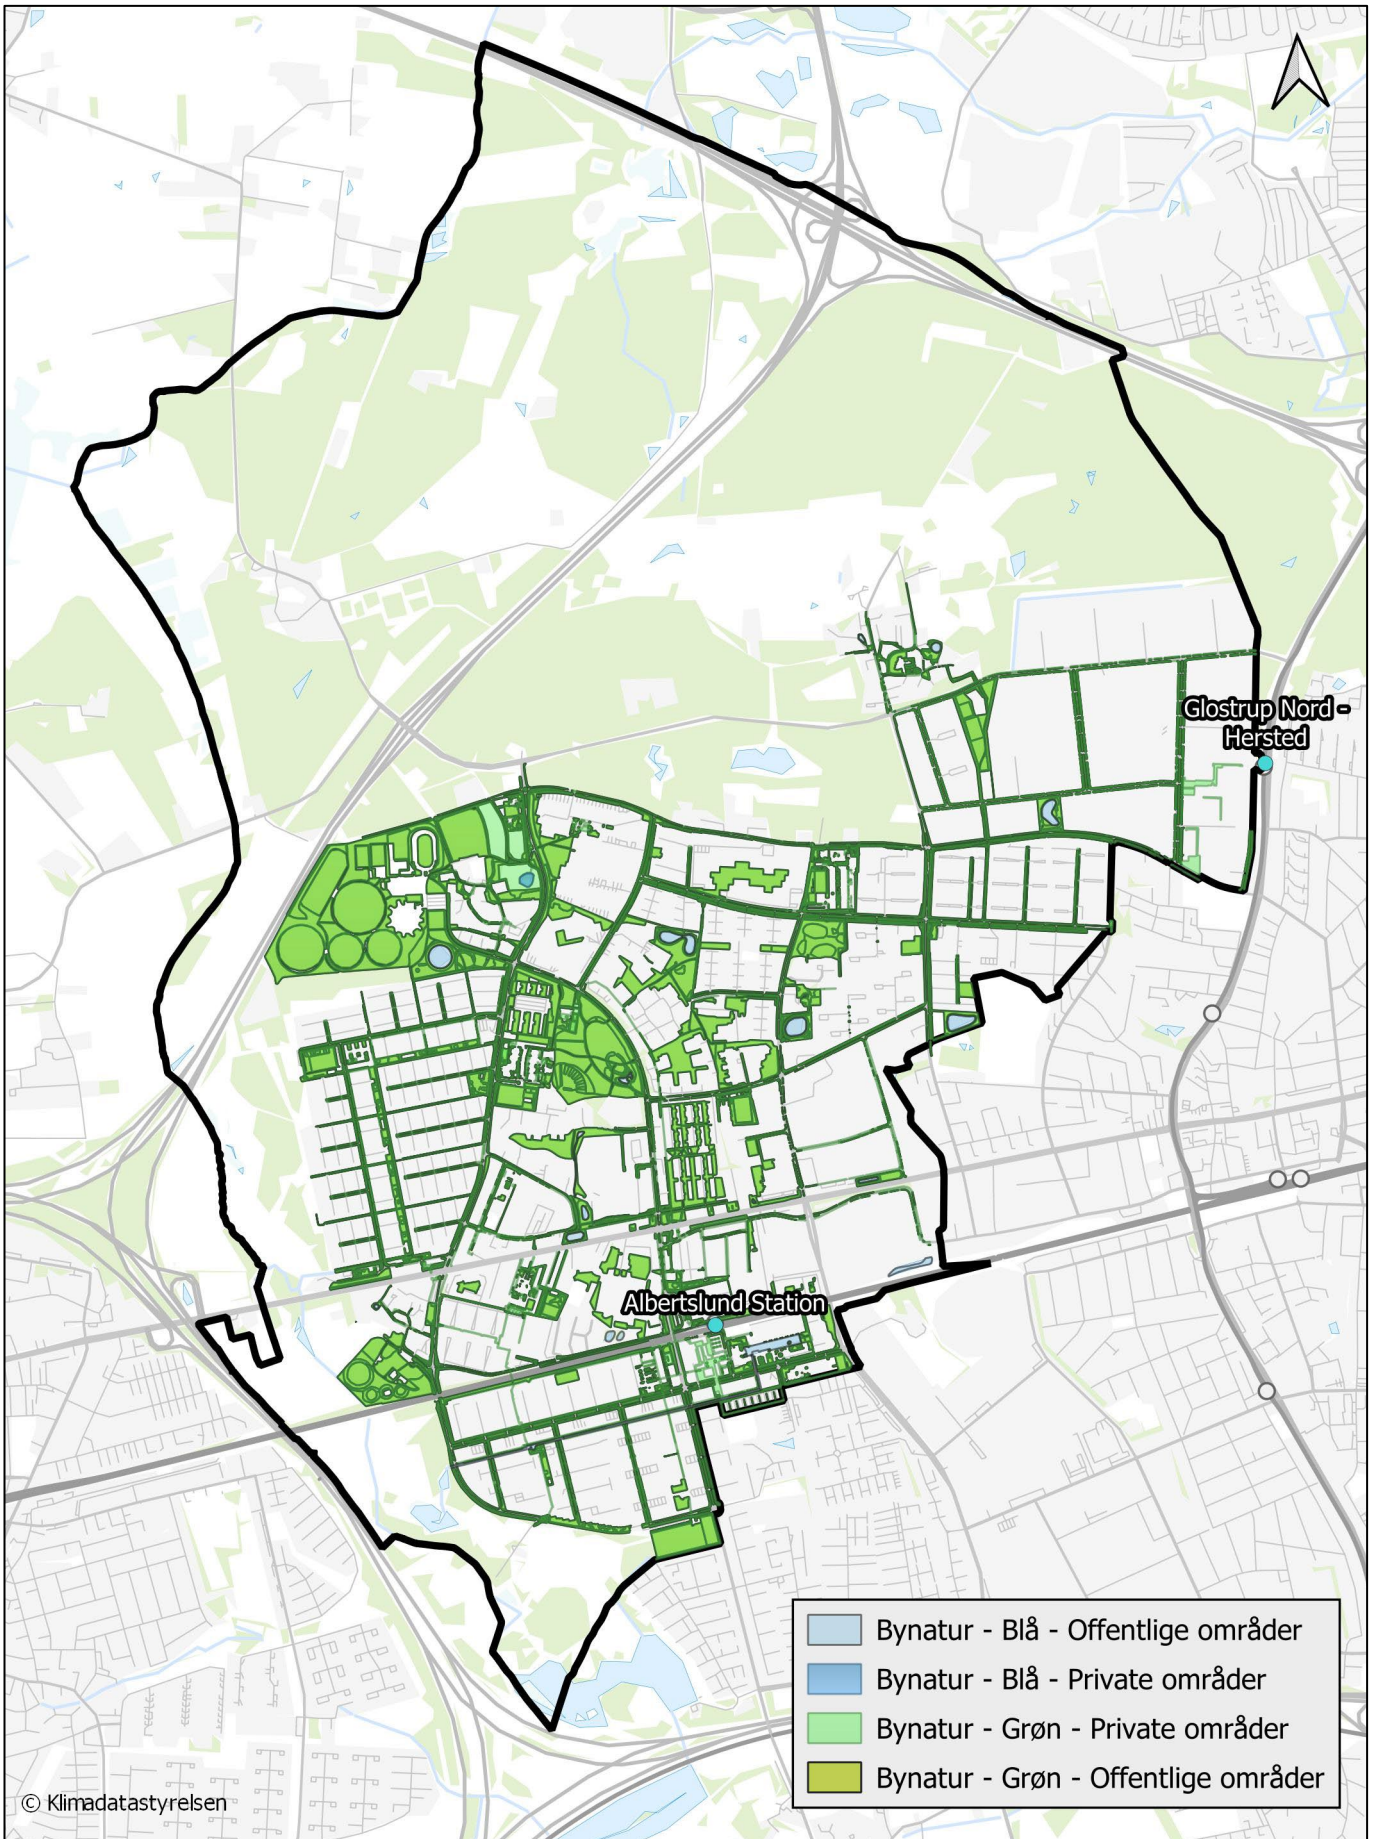 Glostrup Nord -
Hersted
Albertslund Station
Bynatur - Blå - Offentlige områder
Bynatur - Blå - Private områder
Bynatur - Grøn - Private områder
Bynatur - Grøn - Offentlige områder
© Klimadatastyrelsen